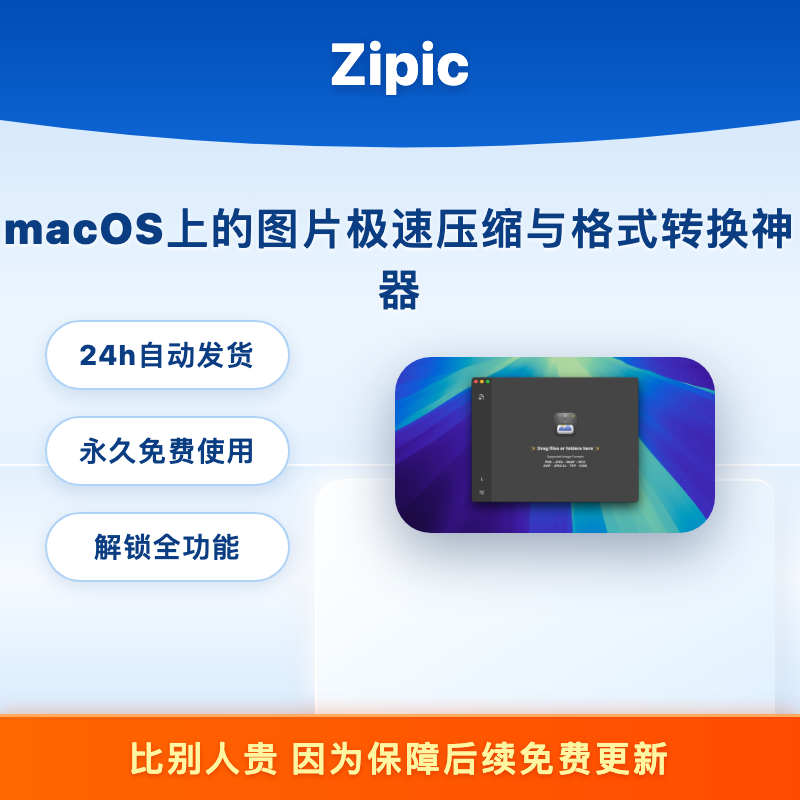 Zipic
macOS上的图片极速压缩与格式转换神
器
24h自动发货
永久免费使用
解锁全功能
Drag files or folders here
Supported Image Formats
比别人贵 因为保障后续免费更新